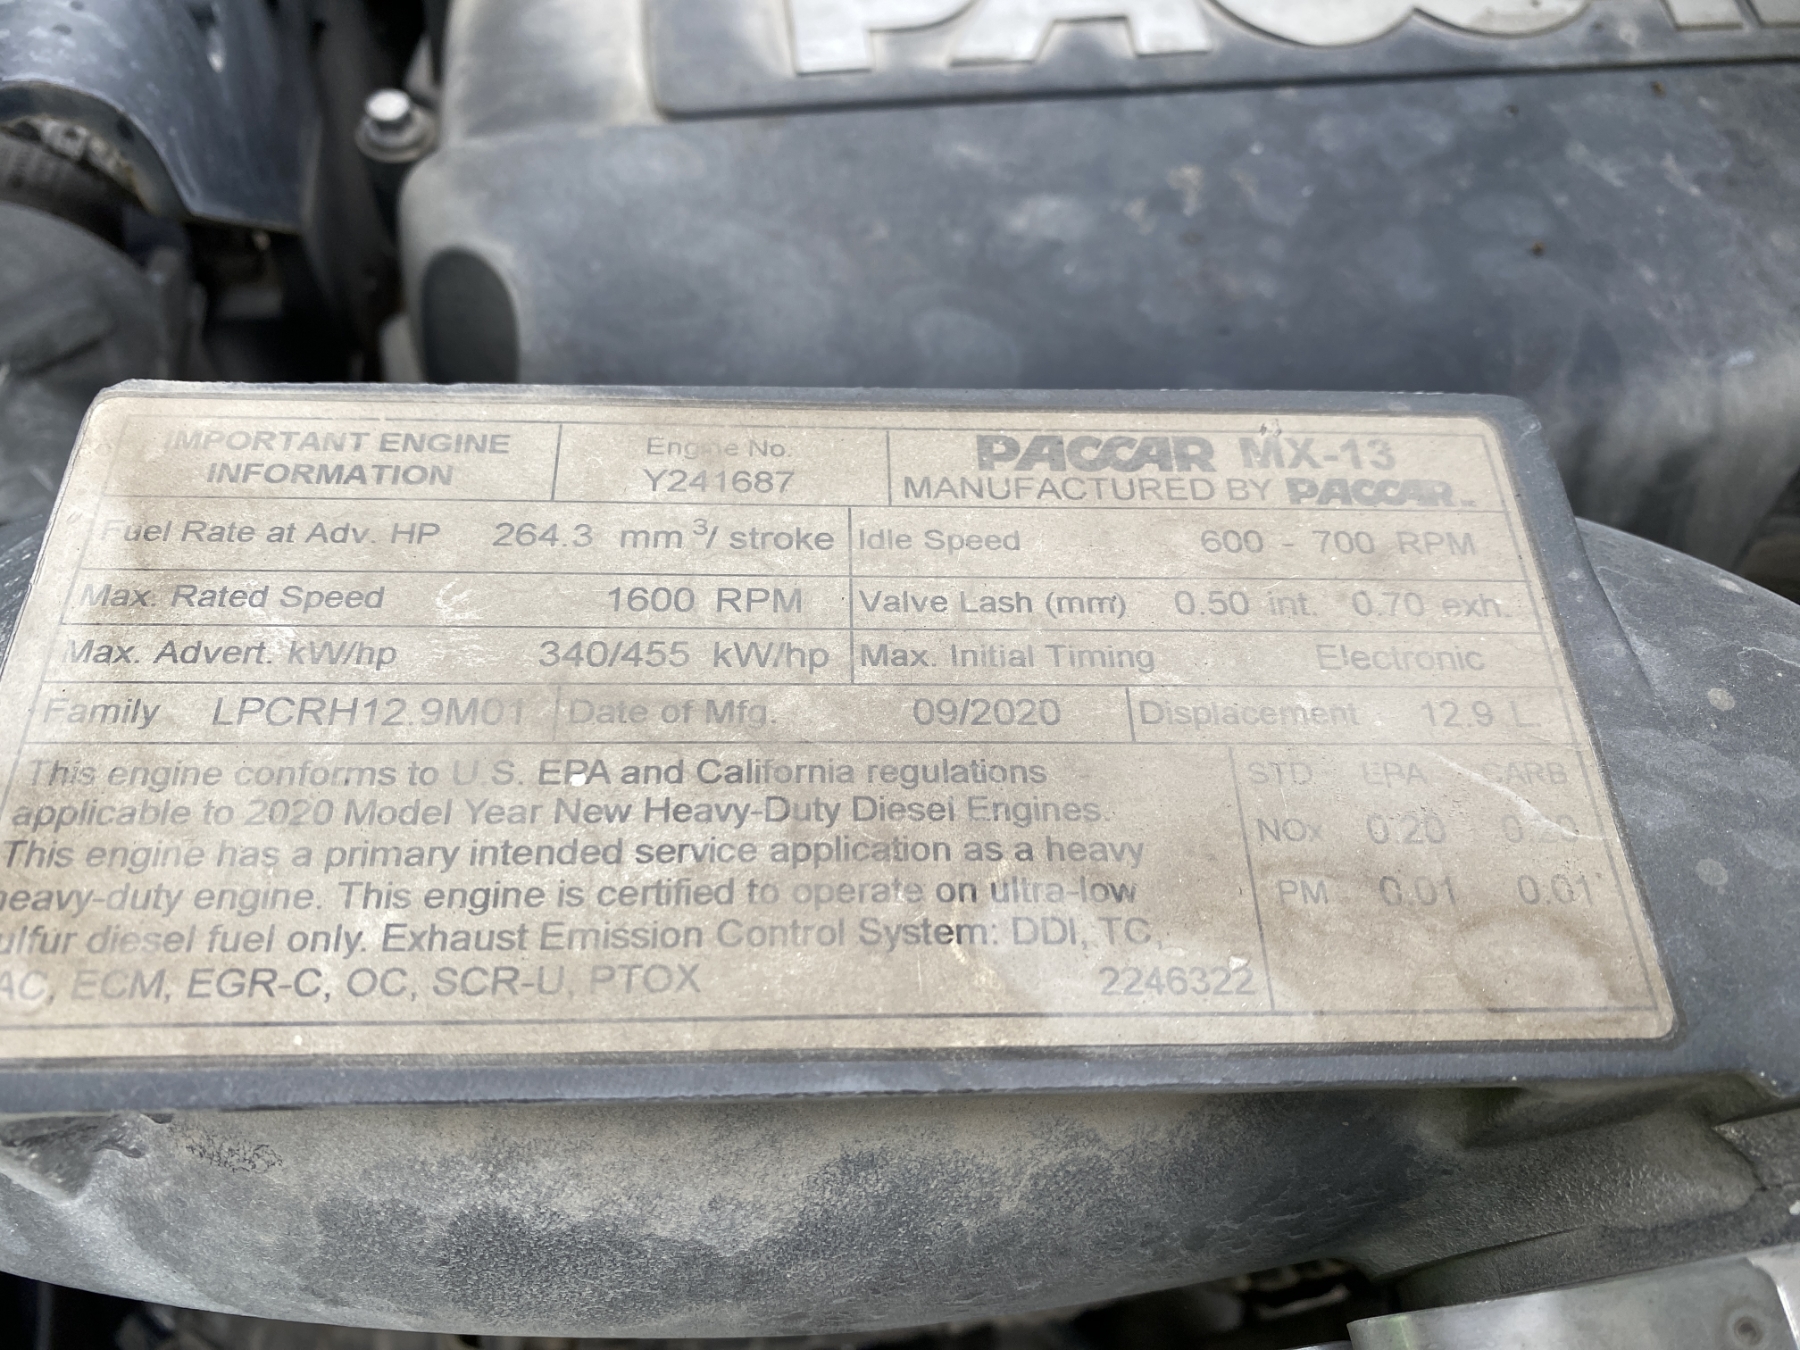 PACCAR
IMPORTANT ENGINE
INFORMATION
Engine No.
Y241687
PACCAR MX-13
MANUFACTURED BY PACCAR
Fuel Rate at Adv. HP 264.3 mm3/ stroke
Idle Speed 600 - 700 RPM
Max. Rated Speed 1600 RPM
Valve Lash (mm) 0.50 int. 0.70 exh.
Max. Advert. kW/hp 340/455 kW/hp
Max. Initial Timing Electronic
Family LPCRH12.9M01
Date of Mfg. 09/2020
Displacement 12.9 L
This engine conforms to U.S. EPA and California regulations
applicable to 2020 Model Year New Heavy-Duty Diesel Engines.
This engine has a primary intended service application as a heavy
heavy-duty engine. This engine is certified to operate on ultra-low
sulfur diesel fuel only. Exhaust Emission Control System: DDI, TC,
AC, ECM, EGR-C, OC, SCR-U, PTOX
2246322
STD EPA CARB
NOx 0.20 0.20
PM 0.01 0.01